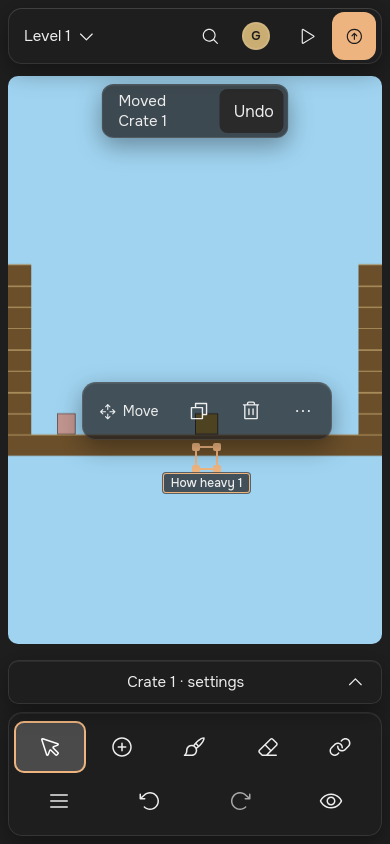 Level 1
G
Moved
Crate 1
Undo
Move
How heavy 1
Crate 1 · settings